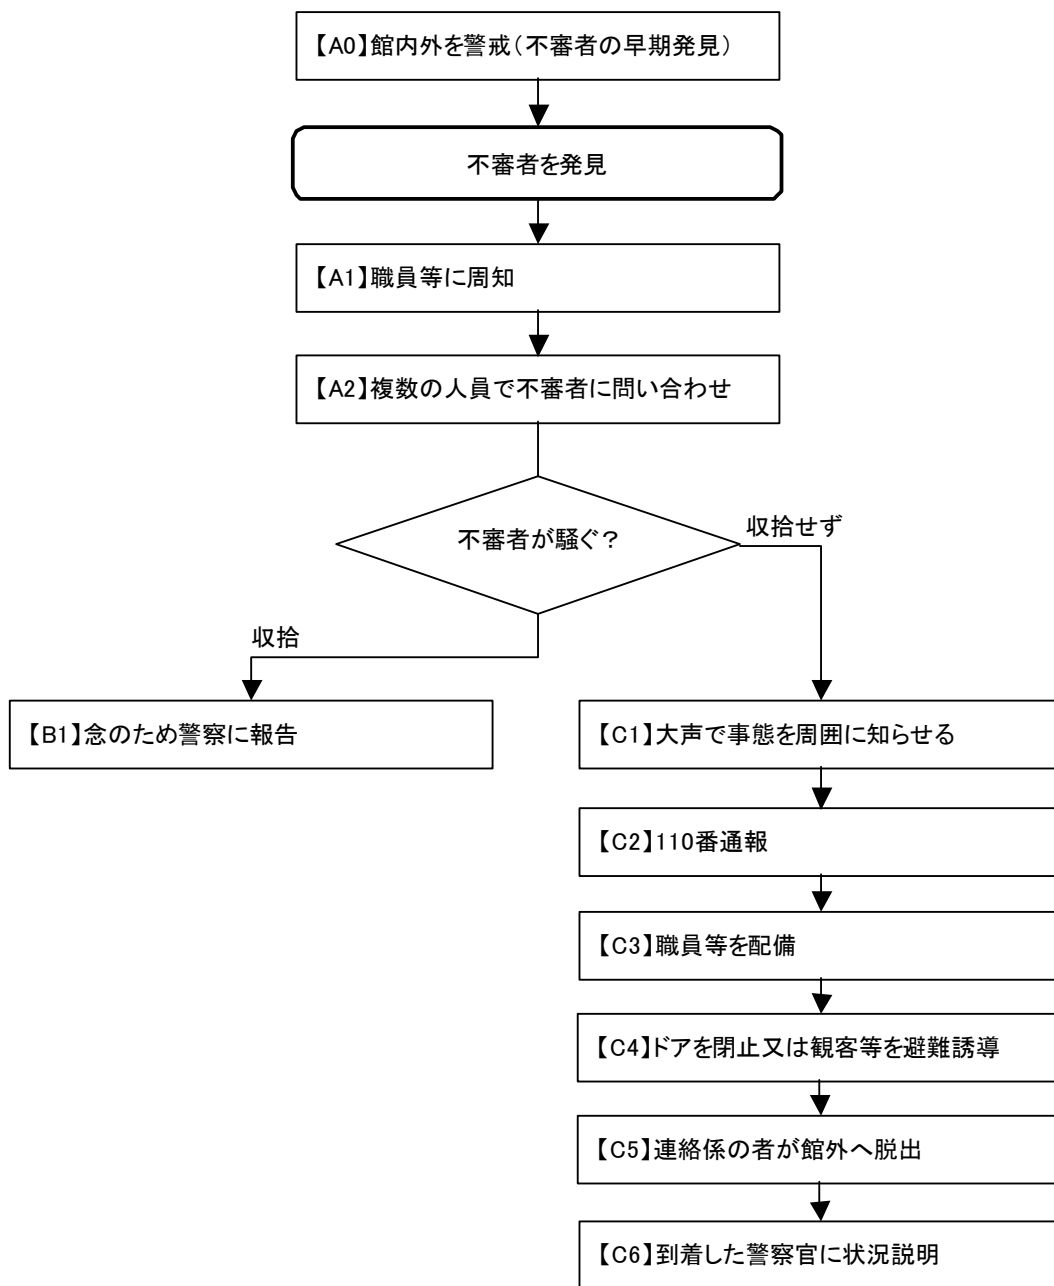 【A0】館内外を警戒(不審者の早期発見)
不審者を発見
【A1】職員等に周知
【A2】複数の人員で不審者に問い合わせ
不審者が騒ぐ?
収拾せず
収拾
【B1】念のため警察に報告
【C1】大声で事態を周囲に知らせる
【C2】110番通報
【C3】職員等を配備
【C4】ドアを閉止又は観客等を避難誘導
【C5】連絡係の者が館外へ脱出
【C6】到着した警察官に状況説明